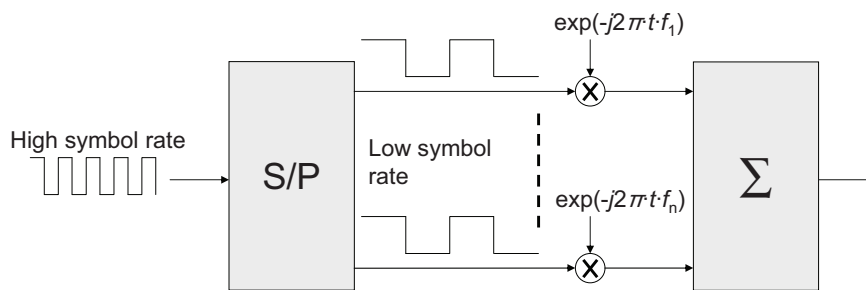 exp(-j2π·t·f₁)
High symbol rate
S/P
Low symbol
rate
exp(-j2π·t·fₙ)
Σ